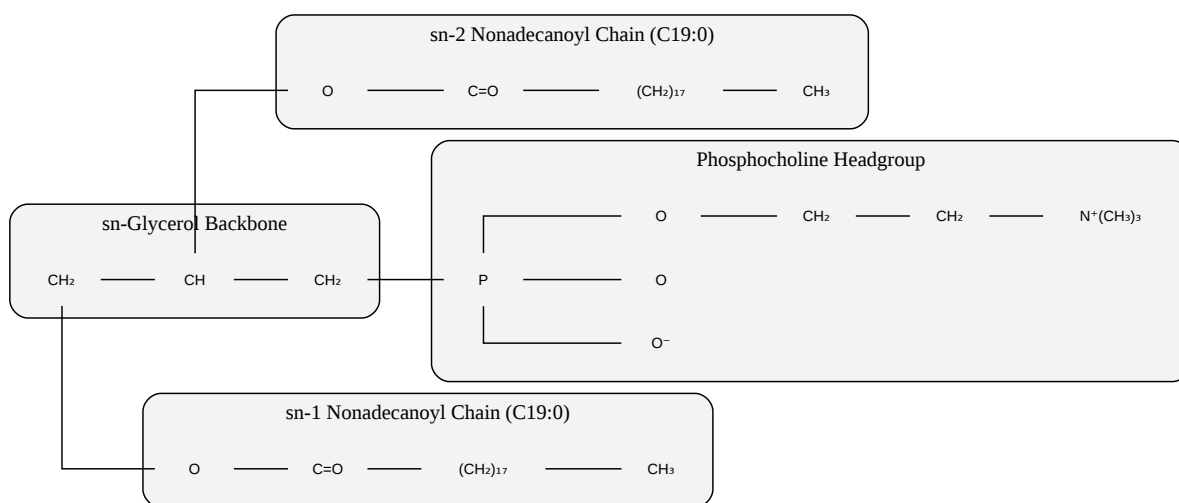 sn-2 Nonadecanoyl Chain (C19:0)
O C=O (CH₂)₁₇ CH₃
Phosphocholine Headgroup
O CH₂ CH₂ N⁺(CH₃)₃
sn-Glycerol Backbone
CH₂ CH CH₂ P O
O⁻
sn-1 Nonadecanoyl Chain (C19:0)
O C=O (CH₂)₁₇ CH₃